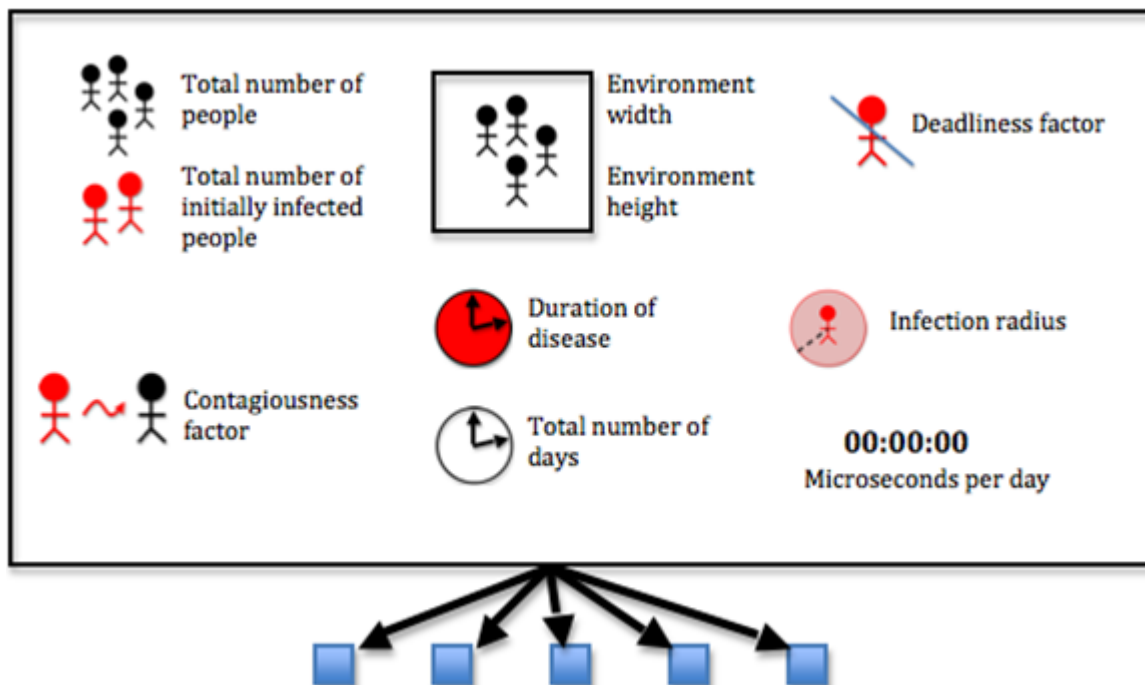 Total number of
people
Total number of
initially infected
people
Contagiousness
factor
Environment
width
Environment
height
Duration of
disease
Total number of
days
Deadliness factor
Infection radius
00:00:00
Microseconds per day